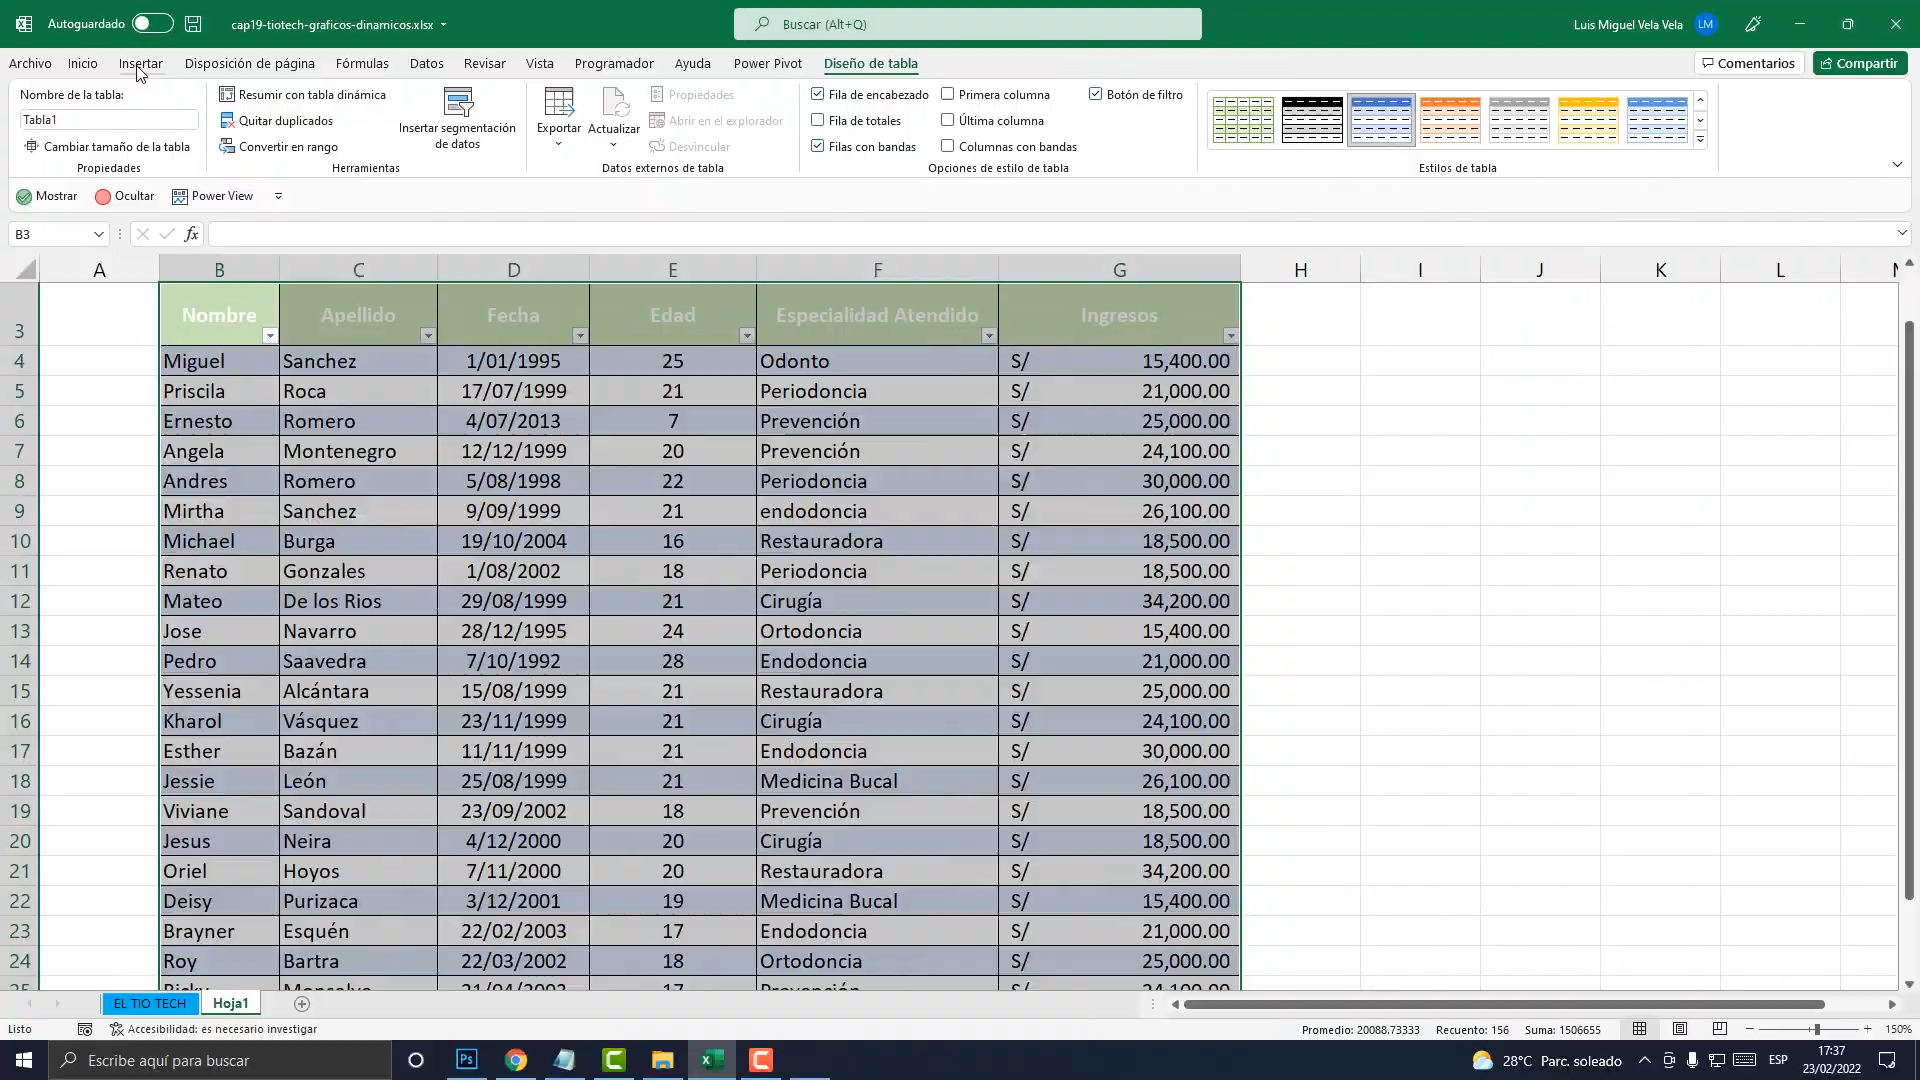 Autoguardado cap19-tiotech-graficos-dinamicos.xlsx Buscar (Alt+Q) Luis Miguel Vela Vela LM
Archivo Inicio Insertar Disposición de página Fórmulas Datos Revisar Vista Programador Ayuda Power Pivot Diseño de tabla Comentarios Compartir
Nombre de la tabla: Resumir con tabla dinámica Propiedades Fila de encabezado Primera columna Botón de filtro
Tabla1 Quitar duplicados Insertar segmentación de datos Exportar Actualizar Abrir en el explorador Fila de totales Última columna
Cambiar tamaño de la tabla Convertir en rango Desvincular Filas con bandas Columnas con bandas
Propiedades Herramientas Datos externos de tabla Opciones de estilo de tabla Estilos de tabla
Mostrar Ocultar Power View
B3 fx
A B C D E F G H I J K L
3 Nombre Apellido Fecha Edad Especialidad Atendido Ingresos
4 Miguel Sanchez 1/01/1995 25 Odonto S/ 15,400.00
5 Priscila Roca 17/07/1999 21 Periodoncia S/ 21,000.00
6 Ernesto Romero 4/07/2013 7 Prevención S/ 25,000.00
7 Angela Montenegro 12/12/1999 20 Prevención S/ 24,100.00
8 Andres Romero 5/08/1998 22 Periodoncia S/ 30,000.00
9 Mirtha Sanchez 9/09/1999 21 endodoncia S/ 26,100.00
10 Michael Burga 19/10/2004 16 Restauradora S/ 18,500.00
11 Renato Gonzales 1/08/2002 18 Periodoncia S/ 18,500.00
12 Mateo De los Rios 29/08/1999 21 Cirugía S/ 34,200.00
13 Jose Navarro 28/12/1995 24 Ortodoncia S/ 15,400.00
14 Pedro Saavedra 7/10/1992 28 Endodoncia S/ 21,000.00
15 Yessenia Alcántara 15/08/1999 21 Restauradora S/ 25,000.00
16 Kharol Vásquez 23/11/1999 21 Cirugía S/ 24,100.00
17 Esther Bazán 11/11/1999 21 Endodoncia S/ 30,000.00
18 Jessie León 25/08/1999 21 Medicina Bucal S/ 26,100.00
19 Viviane Sandoval 23/09/2002 18 Prevención S/ 18,500.00
20 Jesus Neira 4/12/2000 20 Cirugía S/ 18,500.00
21 Oriel Hoyos 7/11/2000 20 Restauradora S/ 34,200.00
22 Deisy Purizaca 3/12/2001 19 Medicina Bucal S/ 15,400.00
23 Brayner Esquén 22/02/2003 17 Endodoncia S/ 21,000.00
24 Roy Bartra 22/03/2002 18 Ortodoncia S/ 25,000.00
EL TIO TECH Hoja1
Listo Accesibilidad: es necesario investigar Promedio: 20088.73333 Recuento: 156 Suma: 1506655 150%
Escribe aquí para buscar Ps 28°C Parc. soleado ESP 17:37
23/02/2022